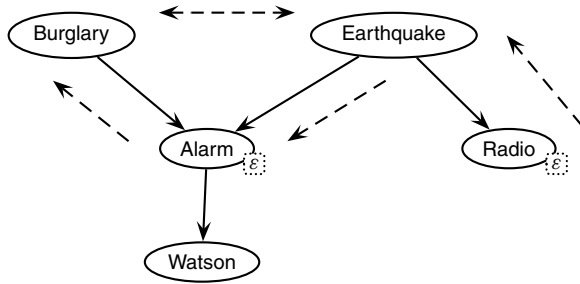 Burglary
Earthquake
Alarm
ε
Radio
ε
Watson